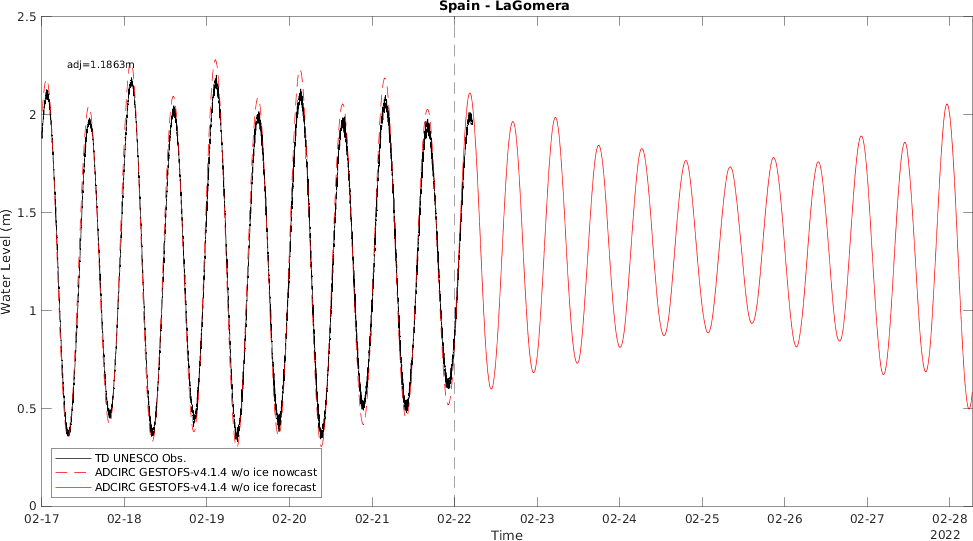 Spain - LaGomera
2.5
adj=1.1863m
2
1.5
Water Level (m)
1
0.5
TD UNESCO Obs.
ADCIRC GESTOFS-v4.1.4 w/o ice nowcast
ADCIRC GESTOFS-v4.1.4 w/o ice forecast
0
02-17 02-18 02-19 02-20 02-21 02-22 02-23 02-24 02-25 02-26 02-27 02-28
Time 2022